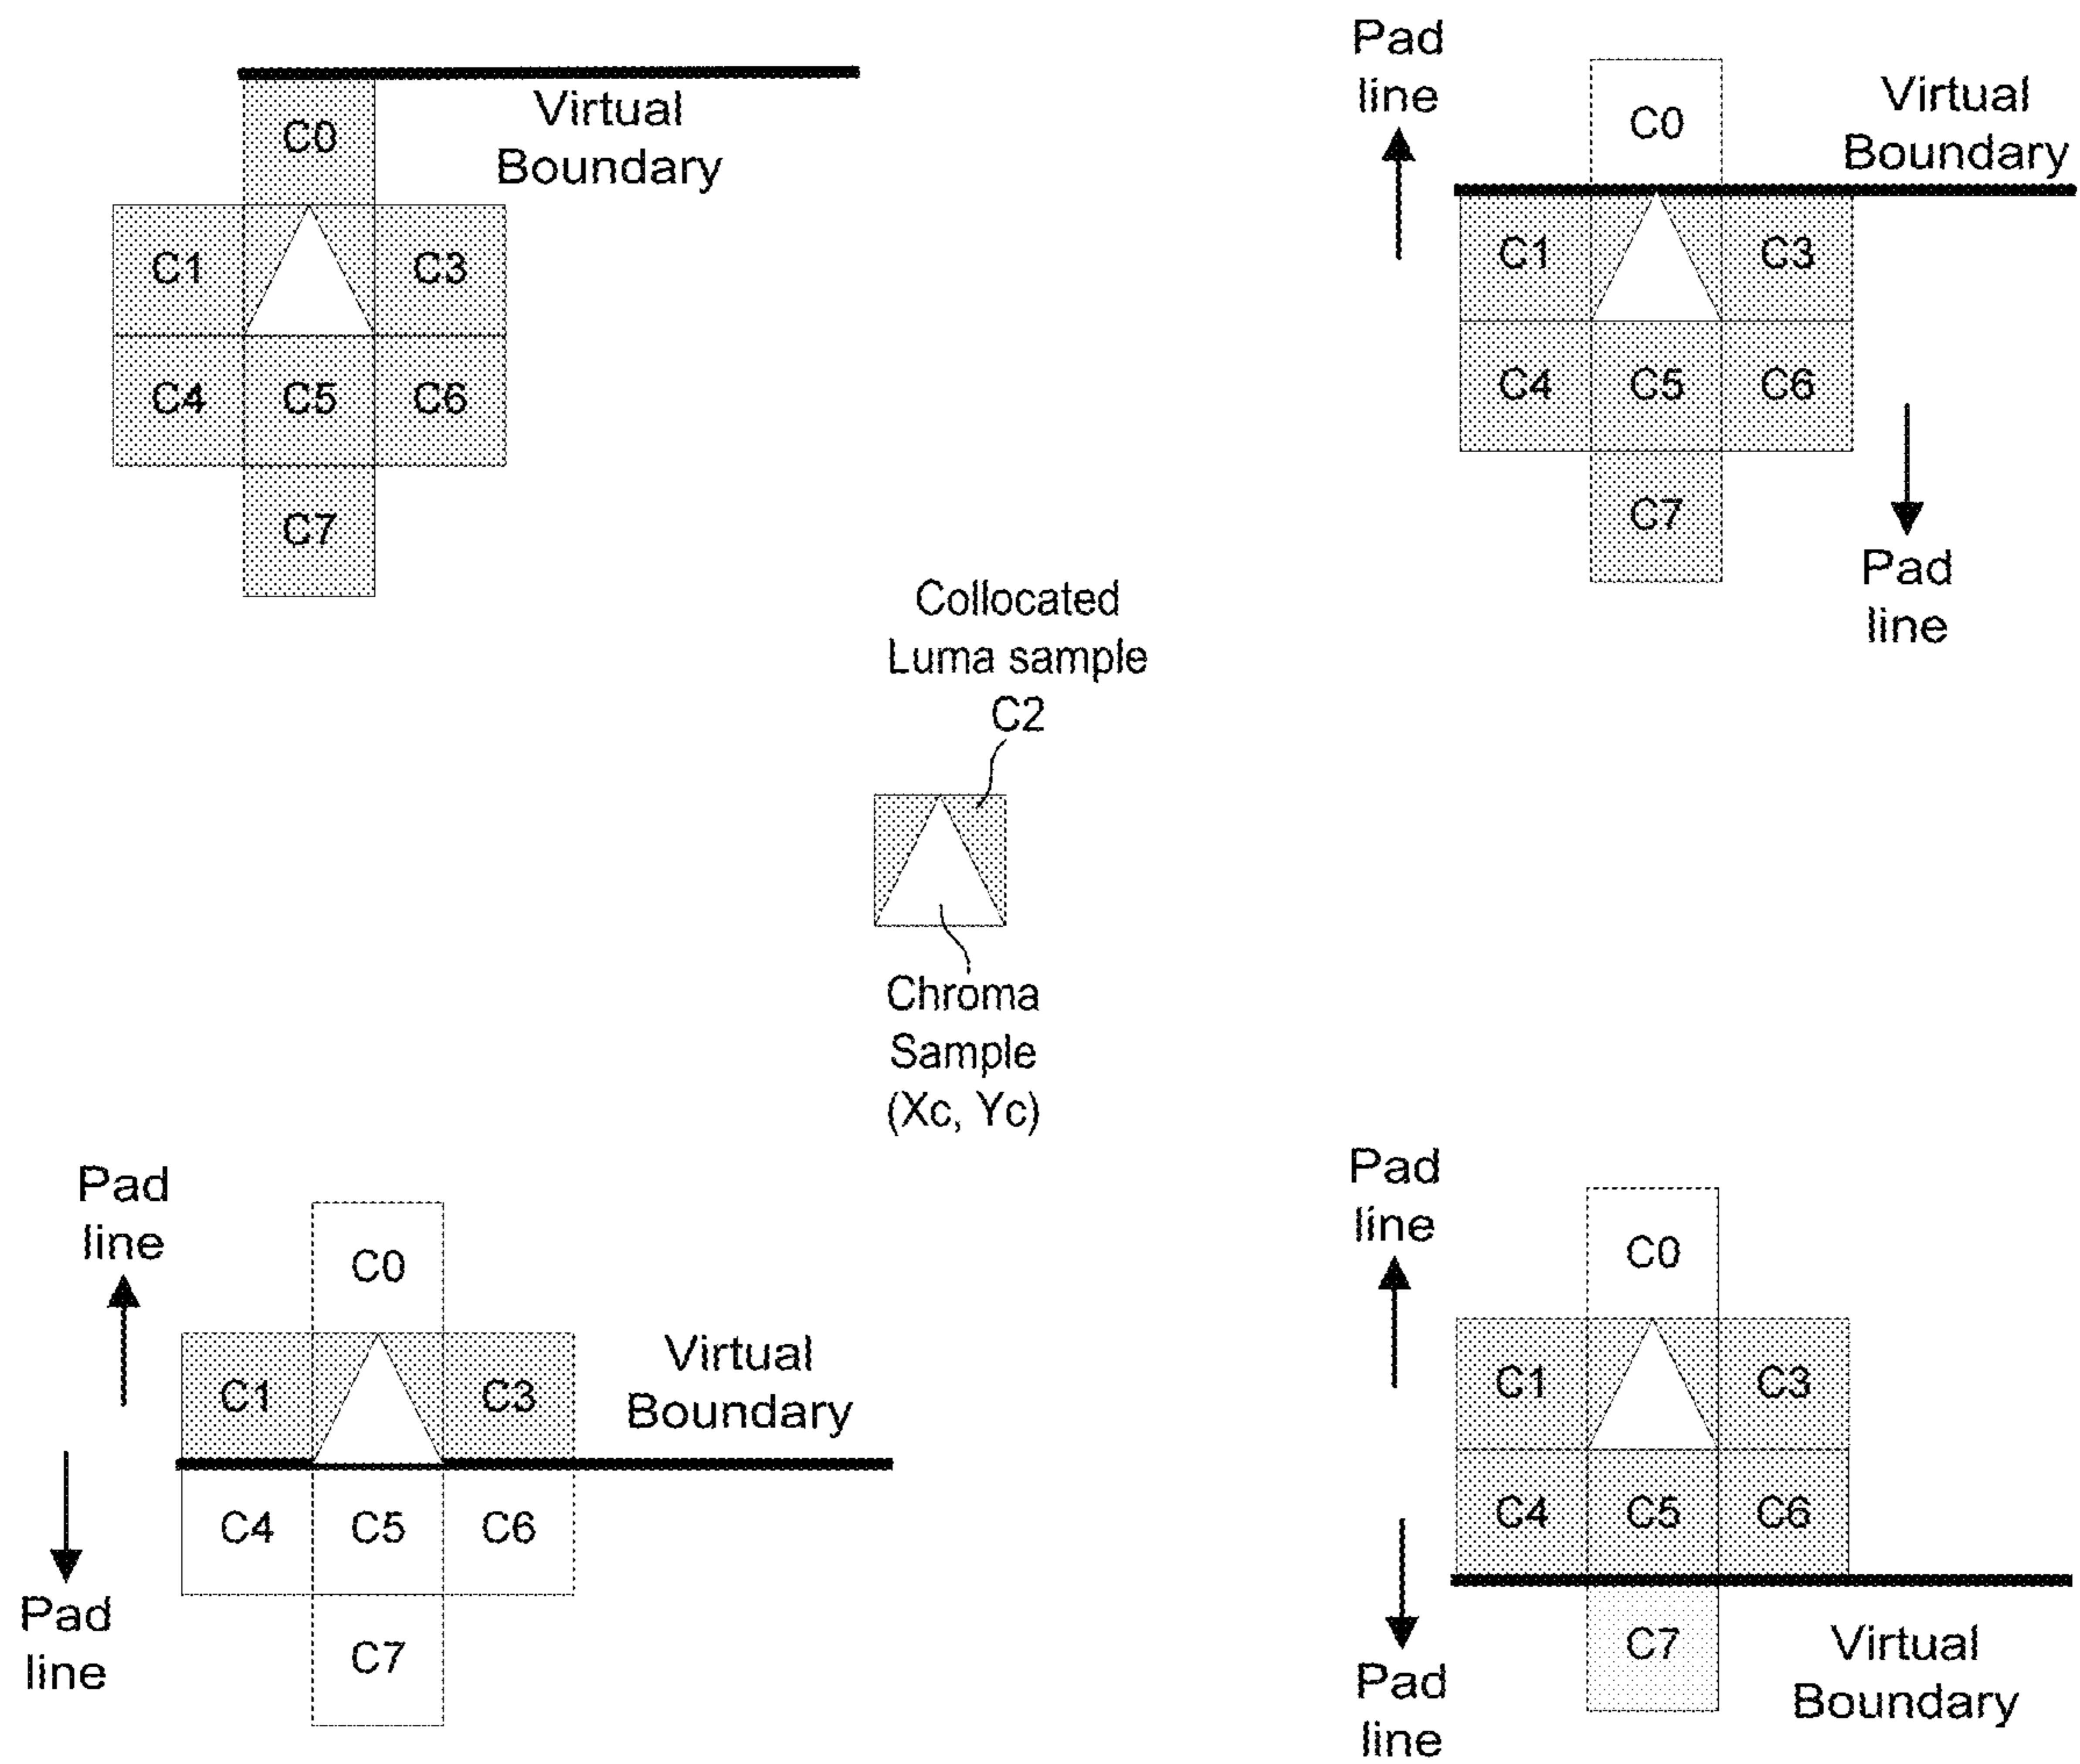 Virtual
Boundary
C0
C1
C3
C4
C5
C6
C7
Pad
line
C0
Virtual
Boundary
C1
C3
C4
C5
C6
C7
Pad
line
Collocated
Luma sample
C2
Chroma
Sample
(Xc, Yc)
Pad
line
C0
C1
C3
Virtual
Boundary
C4
C5
C6
Pad
line
C7
Pad
line
C0
C1
C3
C4
C5
C6
C7
Pad
line
Virtual
Boundary